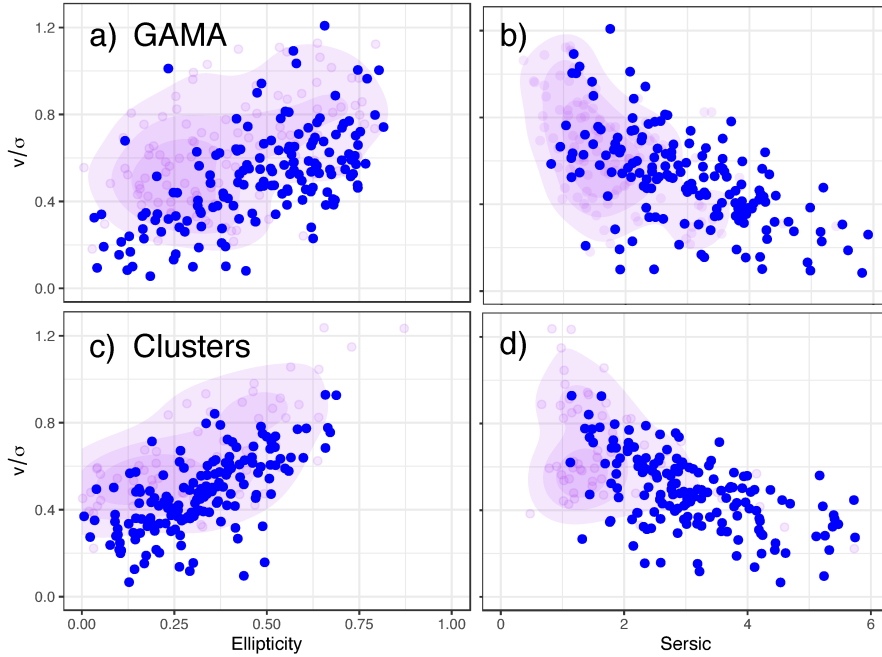 a) GAMA
b)
1.2
0.8
0.4
0.0
v/σ
c) Clusters
d)
1.2
0.8
0.4
0.0
v/σ
0.00 0.25 0.50 0.75 1.00
0 2 4 6
Ellipticity
Sersic